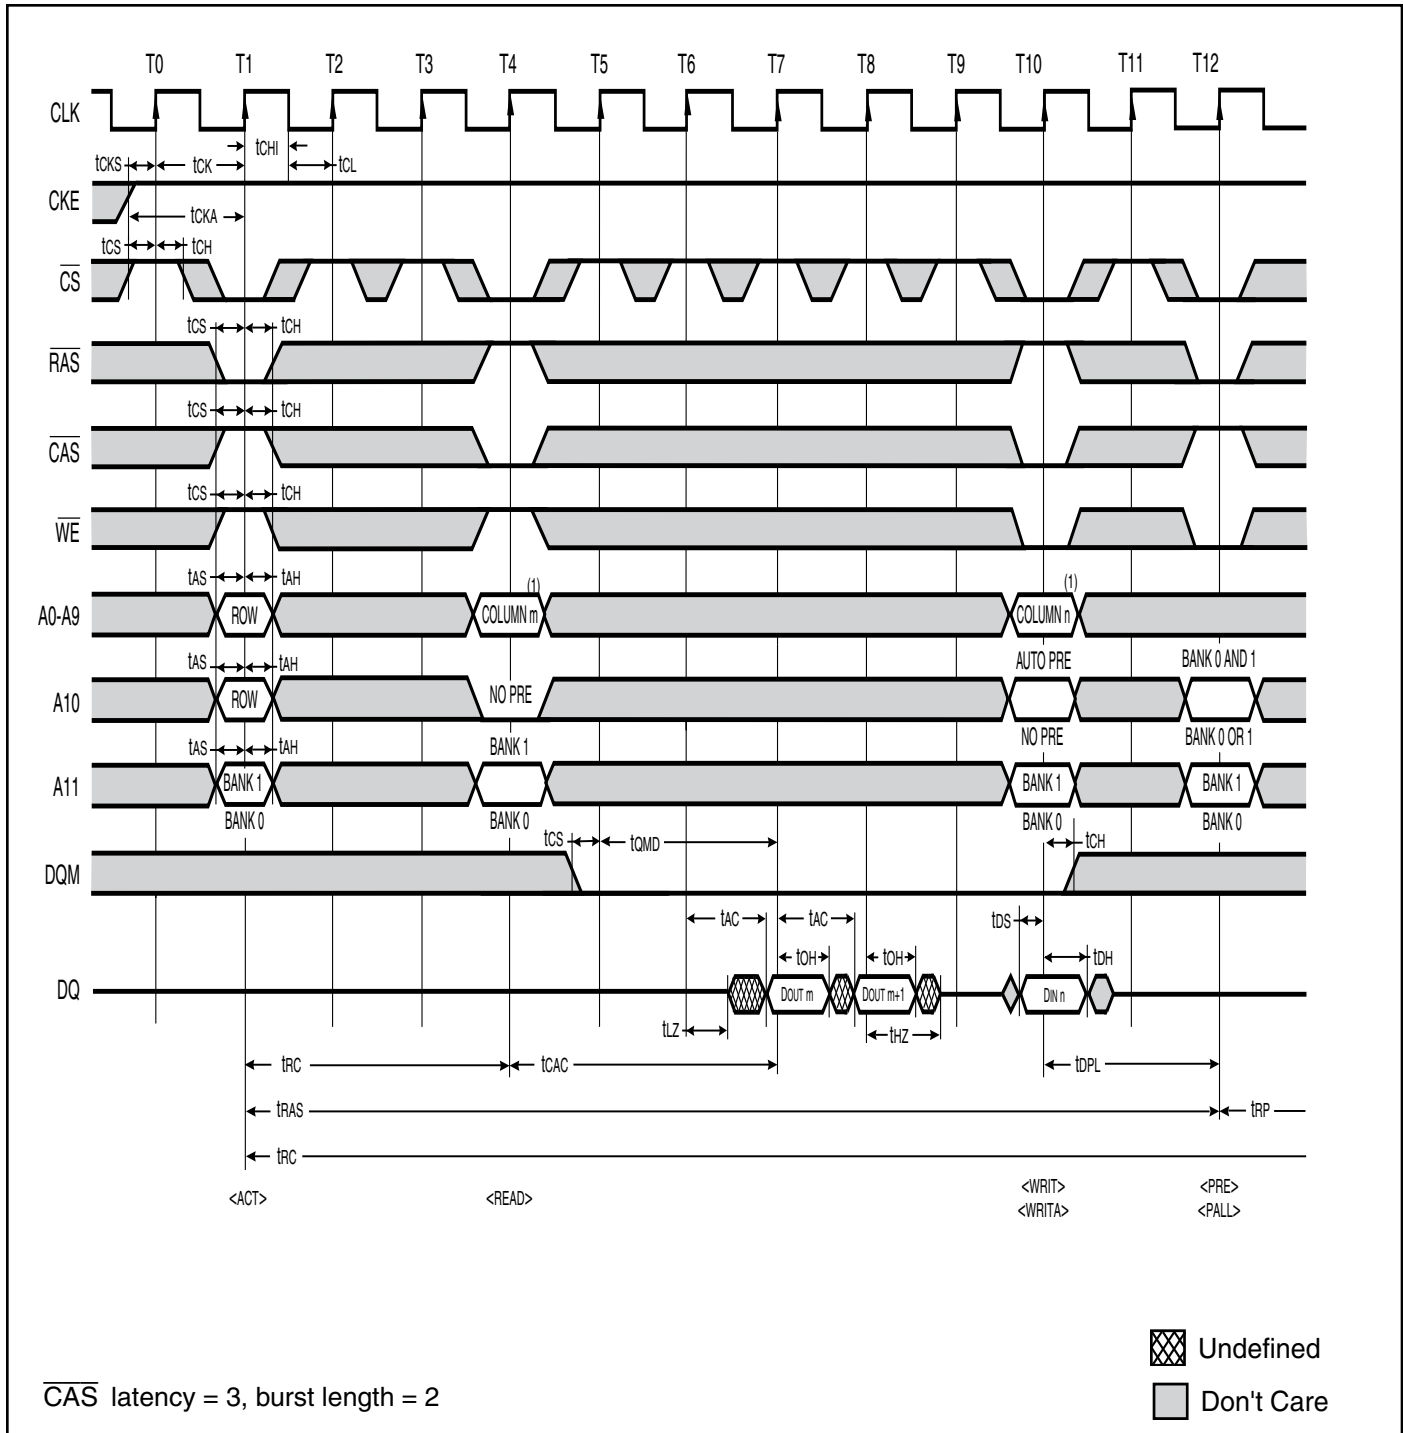 T0 T1 T2 T3 T4 T5 T6 T7 T8 T9 T10 T11 T12
CLK
tCHI
tCKS tCK tCL
CKE
tCKA
tCS tCH
CS
tCS tCH
RAS
tCS tCH
CAS
tCS tCH
WE
tAS tAH
(1) (1)
A0-A9 ROW COLUMN m COLUMN n
tAS tAH AUTO PRE BANK 0 AND 1
A10 ROW NO PRE
NO PRE BANK 0 OR 1
tAS tAH BANK 1
A11 BANK 1 BANK 1 BANK 1
BANK 0 BANK 0 BANK 0 BANK 0
tCS tQMD tCH
DQM
tAC tAC tDS
tOH tOH tDH
DQ DOUT m DOUT m+1 DIN n
tLZ tHZ
tRC tCAC tDPL
tRAS tRP
tRC
<ACT> <READ> <WRIT> <PRE>
<WRITA> <PALL>
Undefined
CAS latency = 3, burst length = 2
Don't Care